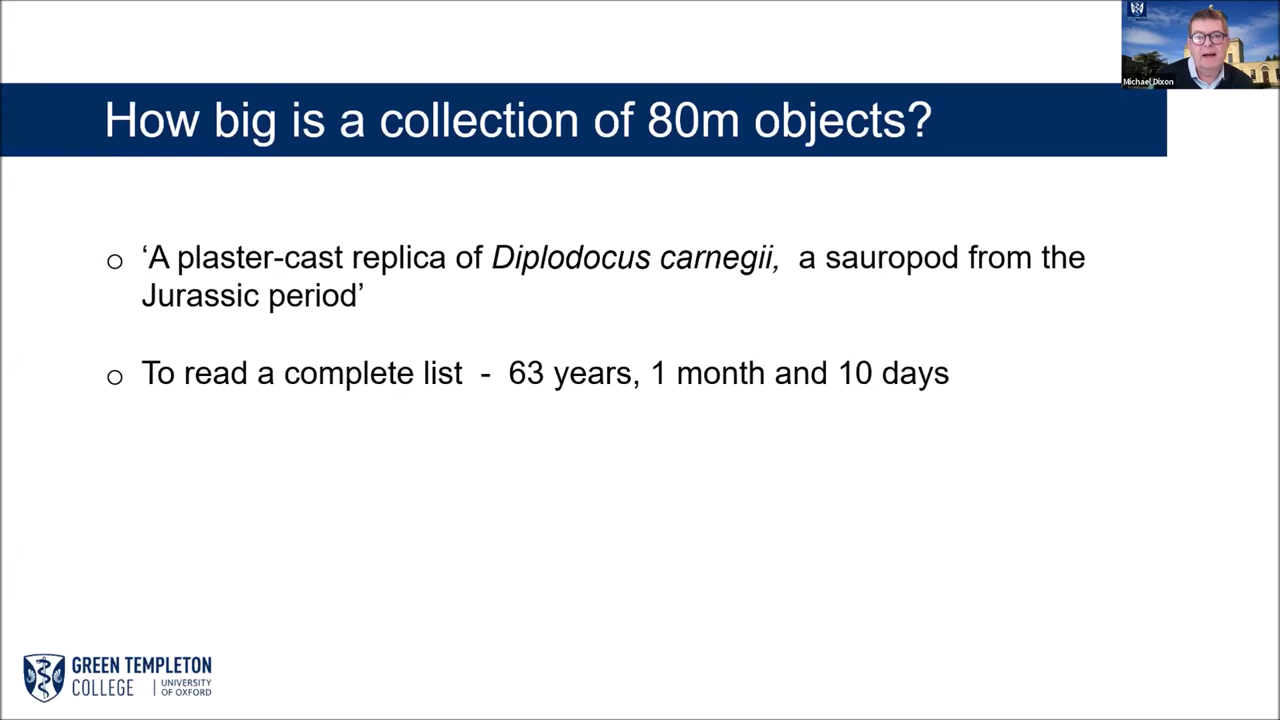 Michael Dixon
How big is a collection of 80m objects?
‘A plaster-cast replica of Diplodocus carnegii, a sauropod from the
Jurassic period’
To read a complete list - 63 years, 1 month and 10 days
GREEN TEMPLETON
COLLEGE
UNIVERSITY
OF OXFORD